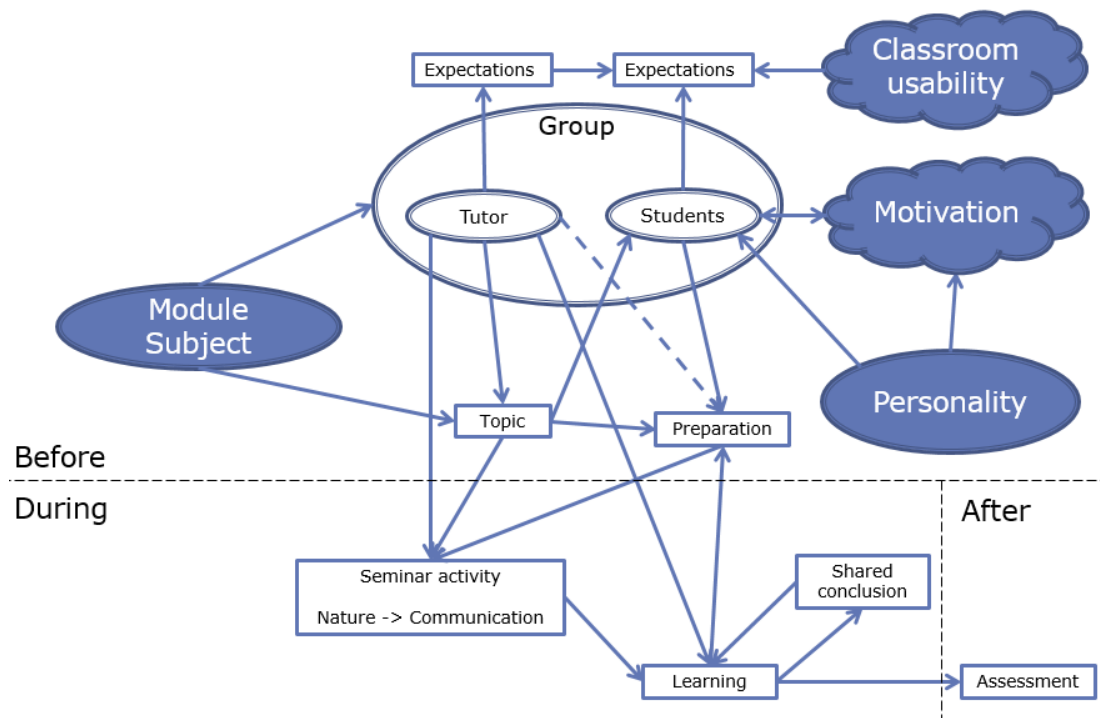 Classroom
usability
Expectations
Expectations
Group
Tutor
Students
Motivation
Module
Subject
Personality
Topic
Preparation
Before
During
After
Seminar activity
Nature -> Communication
Shared
conclusion
Learning
Assessment